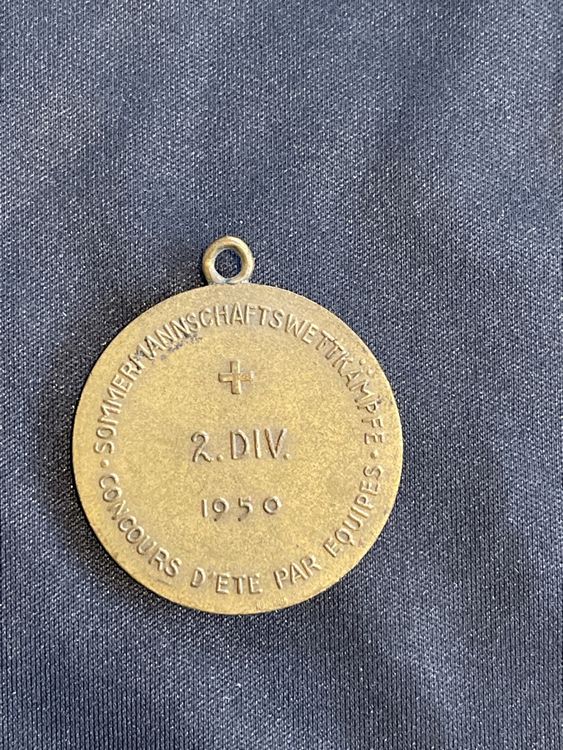 SOMMERMANNSCHAFTSWETTKÄMPFE
2. DIV.
1950
CONCOURS D'ETE PAR EQUIPES